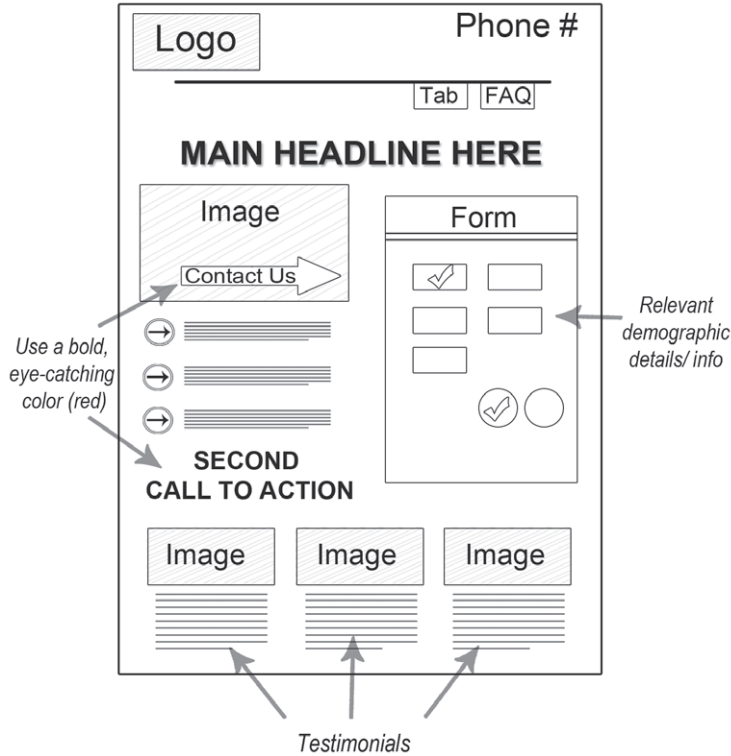 Logo
Phone #
Tab
FAQ
MAIN HEADLINE HERE
Image
Contact Us
Form
Use a bold,
eye-catching
color (red)
Relevant
demographic
details/ info
SECOND
CALL TO ACTION
Image
Image
Image
Testimonials